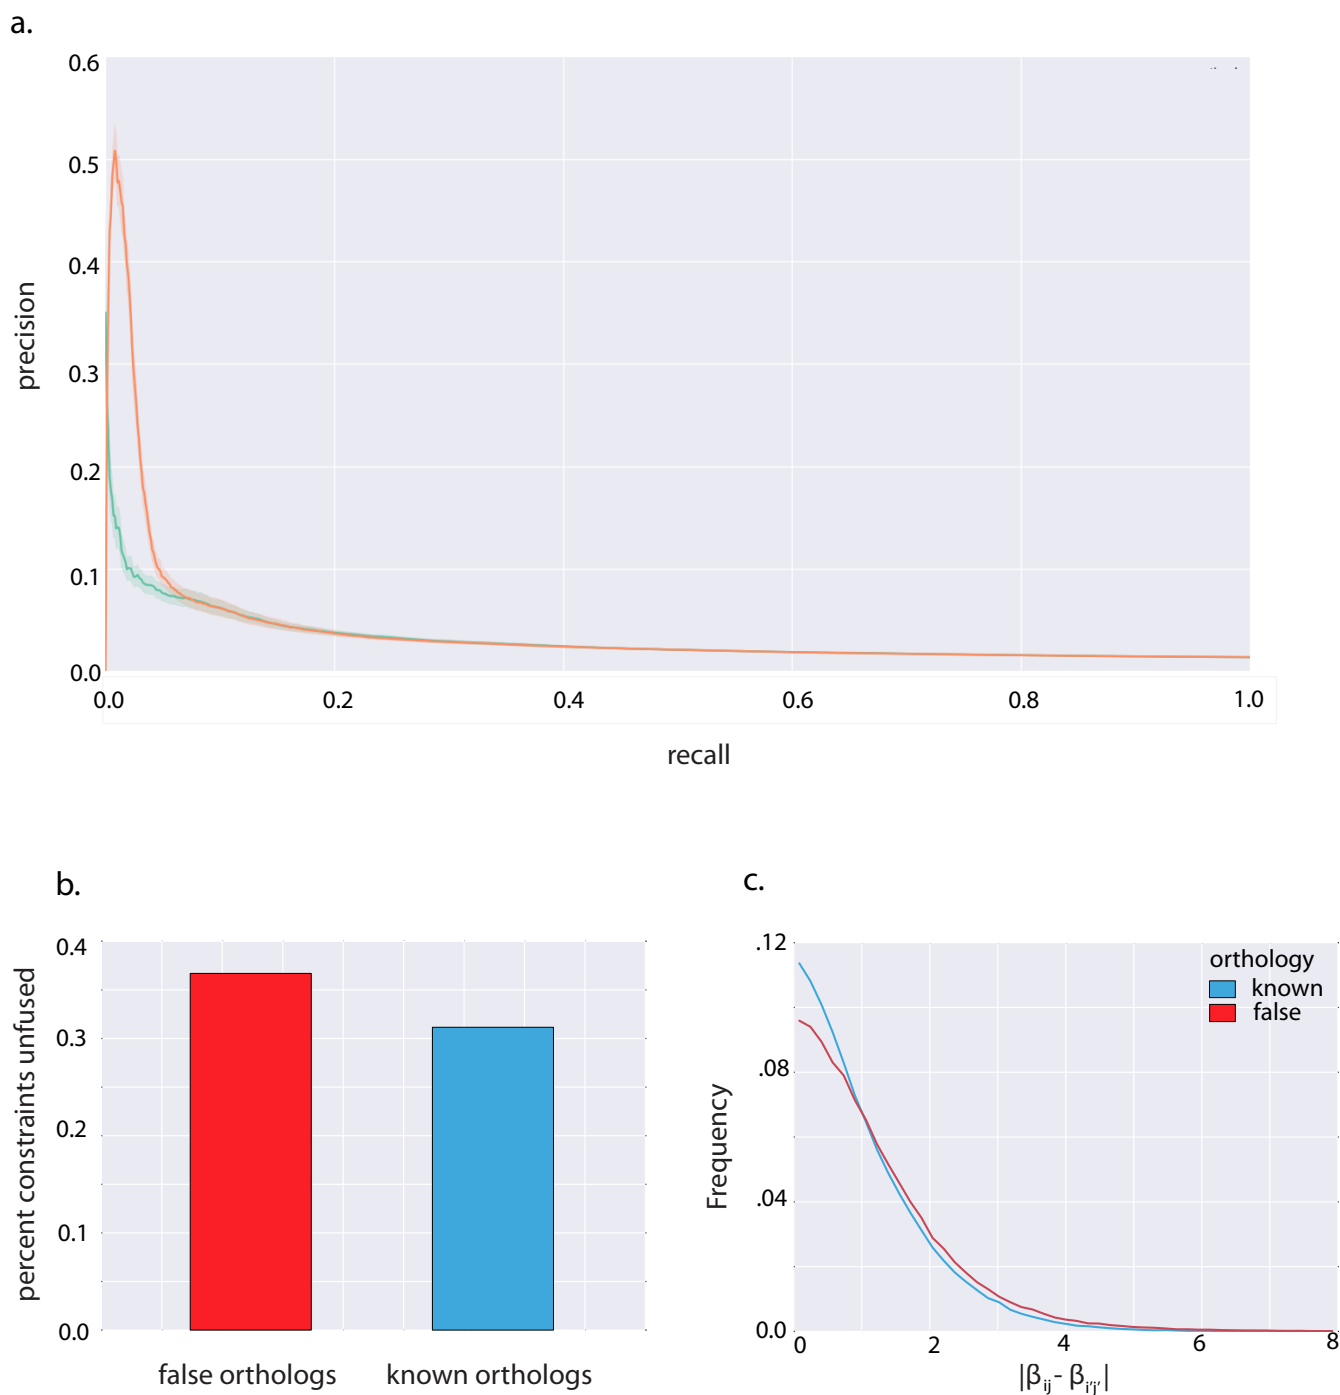 a.
0.6
0.5
0.4
0.3
0.2
0.1
0.0
precision
0.0 0.2 0.4 0.6 0.8 1.0
recall
b.
0.4
0.3
0.2
0.1
0.0
percent constraints unfused
false orthologs known orthologs
c.
.12
.08
.04
0.0
Frequency
orthology
known
false
0 2 4 6 8
|βij - βi'j'|